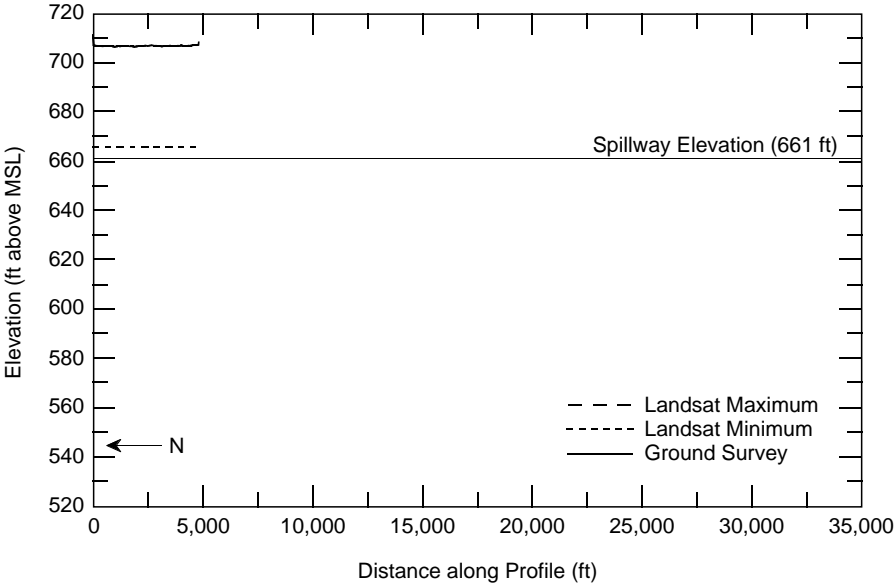 720
700
680
660
640
620
600
580
560
540
520
Elevation (ft above MSL)
Spillway Elevation (661 ft)
Landsat Maximum
Landsat Minimum
Ground Survey
N
0 5,000 10,000 15,000 20,000 25,000 30,000 35,000
Distance along Profile (ft)